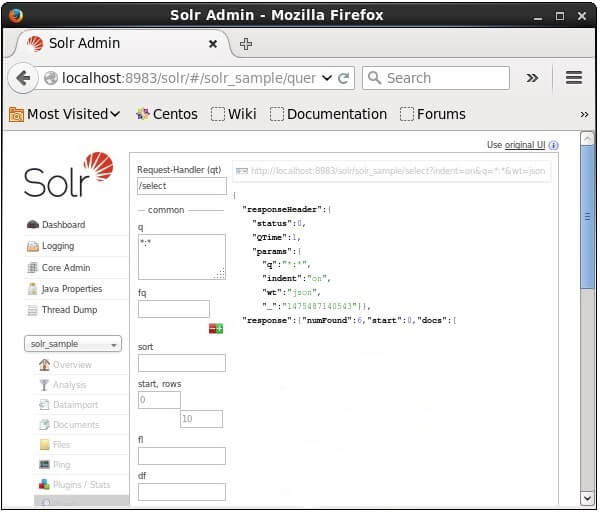 Solr Admin - Mozilla Firefox
Solr Admin
localhost:8983/solr/#/solr_sample/quer
Search
Most Visited
Centos
Wiki
Documentation
Forums
Use original UI
Solr
Dashboard
Logging
Core Admin
Java Properties
Thread Dump
solr_sample
Overview
Analysis
Dataimport
Documents
Files
Ping
Plugins / Stats
Request-Handler (qt)
/select
common
q
*:*
fq
sort
start, rows
0
10
fl
df
http://localhost:8983/solr/solr_sample/select?indent=on&q=*:*&wt=json
{
"responseHeader":{
"status":0,
"QTime":1,
"params":{
"q":"*:*",
"indent":"on",
"wt":"json",
"_":"1475487140543"}},
"response":{"numFound":6,"start":0,"docs":[